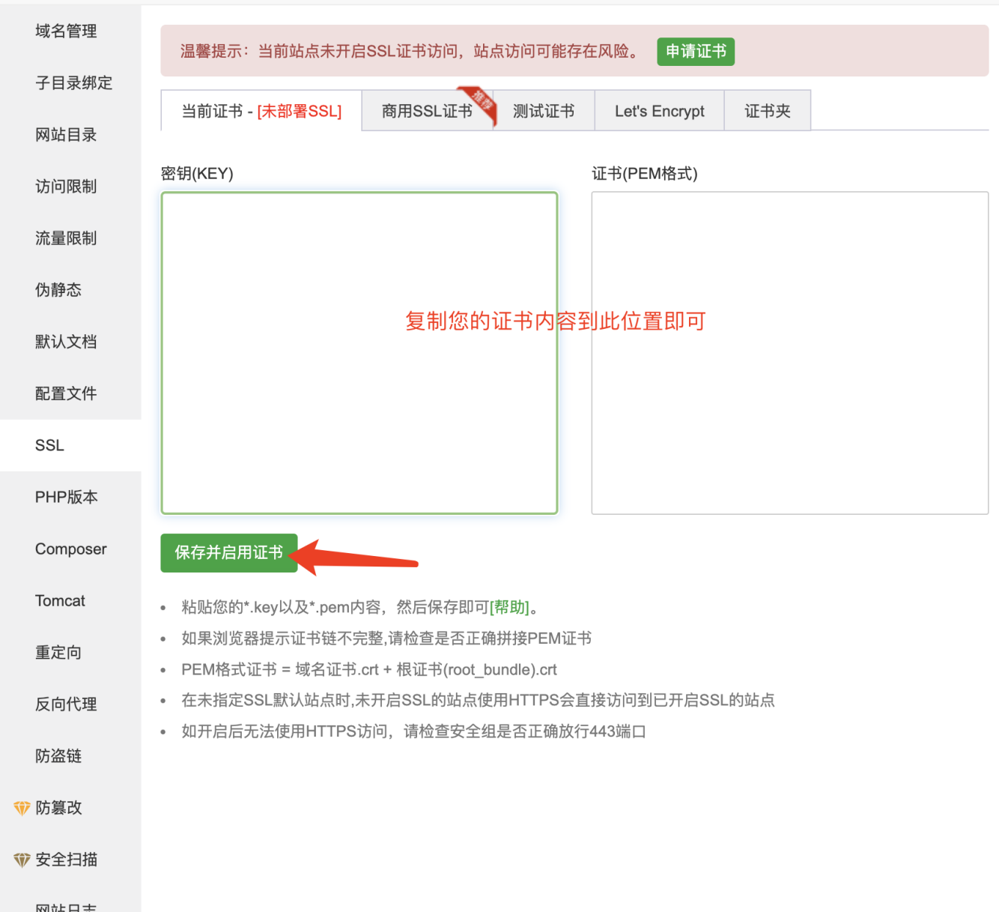 域名管理
子目录绑定
网站目录
访问限制
流量限制
伪静态
默认文档
配置文件
SSL
PHP版本
Composer
Tomcat
重定向
反向代理
防盗链
防篡改
安全扫描
网站日志
温馨提示：当前站点未开启SSL证书访问，站点访问可能存在风险。 申请证书
当前证书 - [未部署SSL] 商用SSL证书 推荐 测试证书 Let's Encrypt 证书夹
密钥(KEY) 证书(PEM格式)
复制您的证书内容到此位置即可
保存并启用证书
• 粘贴您的*.key以及*.pem内容，然后保存即可[帮助]。
• 如果浏览器提示证书链不完整,请检查是否正确拼接PEM证书
• PEM格式证书 = 域名证书.crt + 根证书(root_bundle).crt
• 在未指定SSL默认站点时,未开启SSL的站点使用HTTPS会直接访问到已开启SSL的站点
• 如开启后无法使用HTTPS访问，请检查安全组是否正确放行443端口